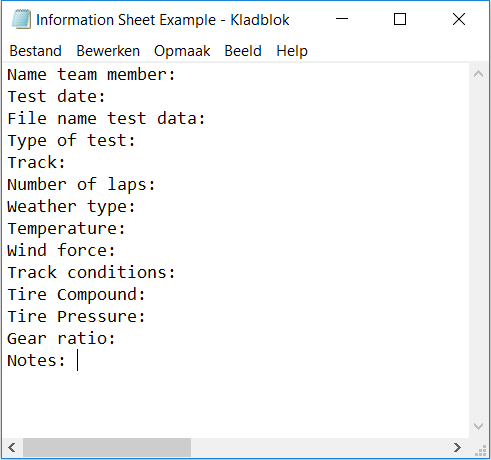 Information Sheet Example - Kladblok
Bestand Bewerken Opmaak Beeld Help
Name team member:
Test date:
File name test data:
Type of test:
Track:
Number of laps:
Weather type:
Temperature:
Wind force:
Track conditions:
Tire Compound:
Tire Pressure:
Gear ratio:
Notes: